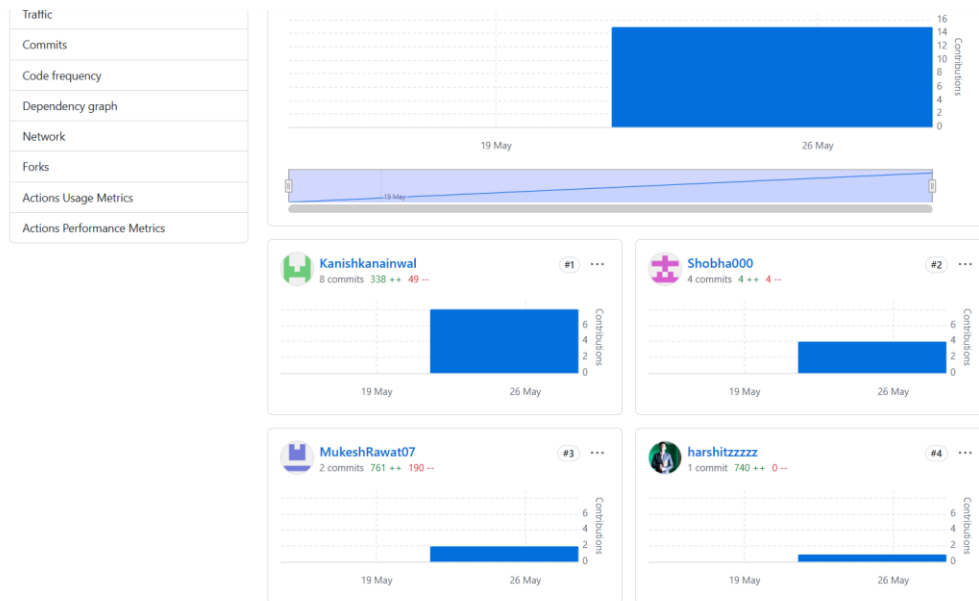 Traffic
Commits
Code frequency
Dependency graph
Network
Forks
Actions Usage Metrics
Actions Performance Metrics
16
14
12
10
8
6
4
2
0
Contributions
19 May
26 May
19 May
Kanishkanainwal
#1
···
8 commits 338 ++ 49 --
6
4
2
0
Contributions
19 May
26 May
Shobha000
#2
···
4 commits 4 ++ 4 --
6
4
2
0
Contributions
19 May
26 May
MukeshRawat07
#3
···
2 commits 761 ++ 190 --
6
4
2
0
Contributions
19 May
26 May
harshitzzzzz
#4
···
1 commit 740 ++ 0 --
6
4
2
0
Contributions
19 May
26 May